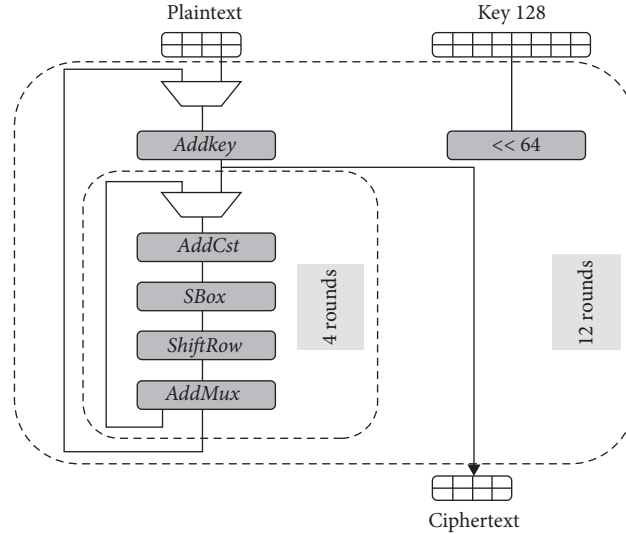 Plaintext
Key 128
Addkey
<< 64
AddCst
SBox
ShiftRow
AddMux
4 rounds
12 rounds
Ciphertext